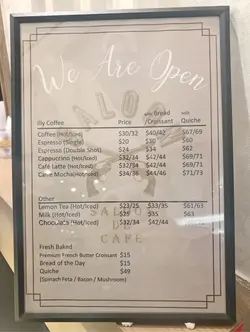 We Are Open
SALOON
illy Coffee Price with Bread /Croissant with Quiche
Coffee (Hot/Iced) $30/32 $40/42 $67/69
Espresso (Single) $20 $30 $60
Espresso (Double Shot) $24 $34 $62
Cappuccino (Hot/Iced) $32/34 $42/44 $69/71
Café Latte (Hot/Iced) $32/34 $42/44 $69/71
Café Mocha(Hot/Iced) $34/36 $44/46 $71/73
Other
Lemon Tea (Hot/Iced) $23/25 $33/35 $61/63
Milk (Hot/Iced) $25 $35 $63
Chocolate (Hot/Iced) $32/34 $42/44
CAFE
Fresh Baked
Premium French Butter Croissant $15
Bread of the Day $15
Quiche $49
(Spinach Feta / Bacon / Mushroom)